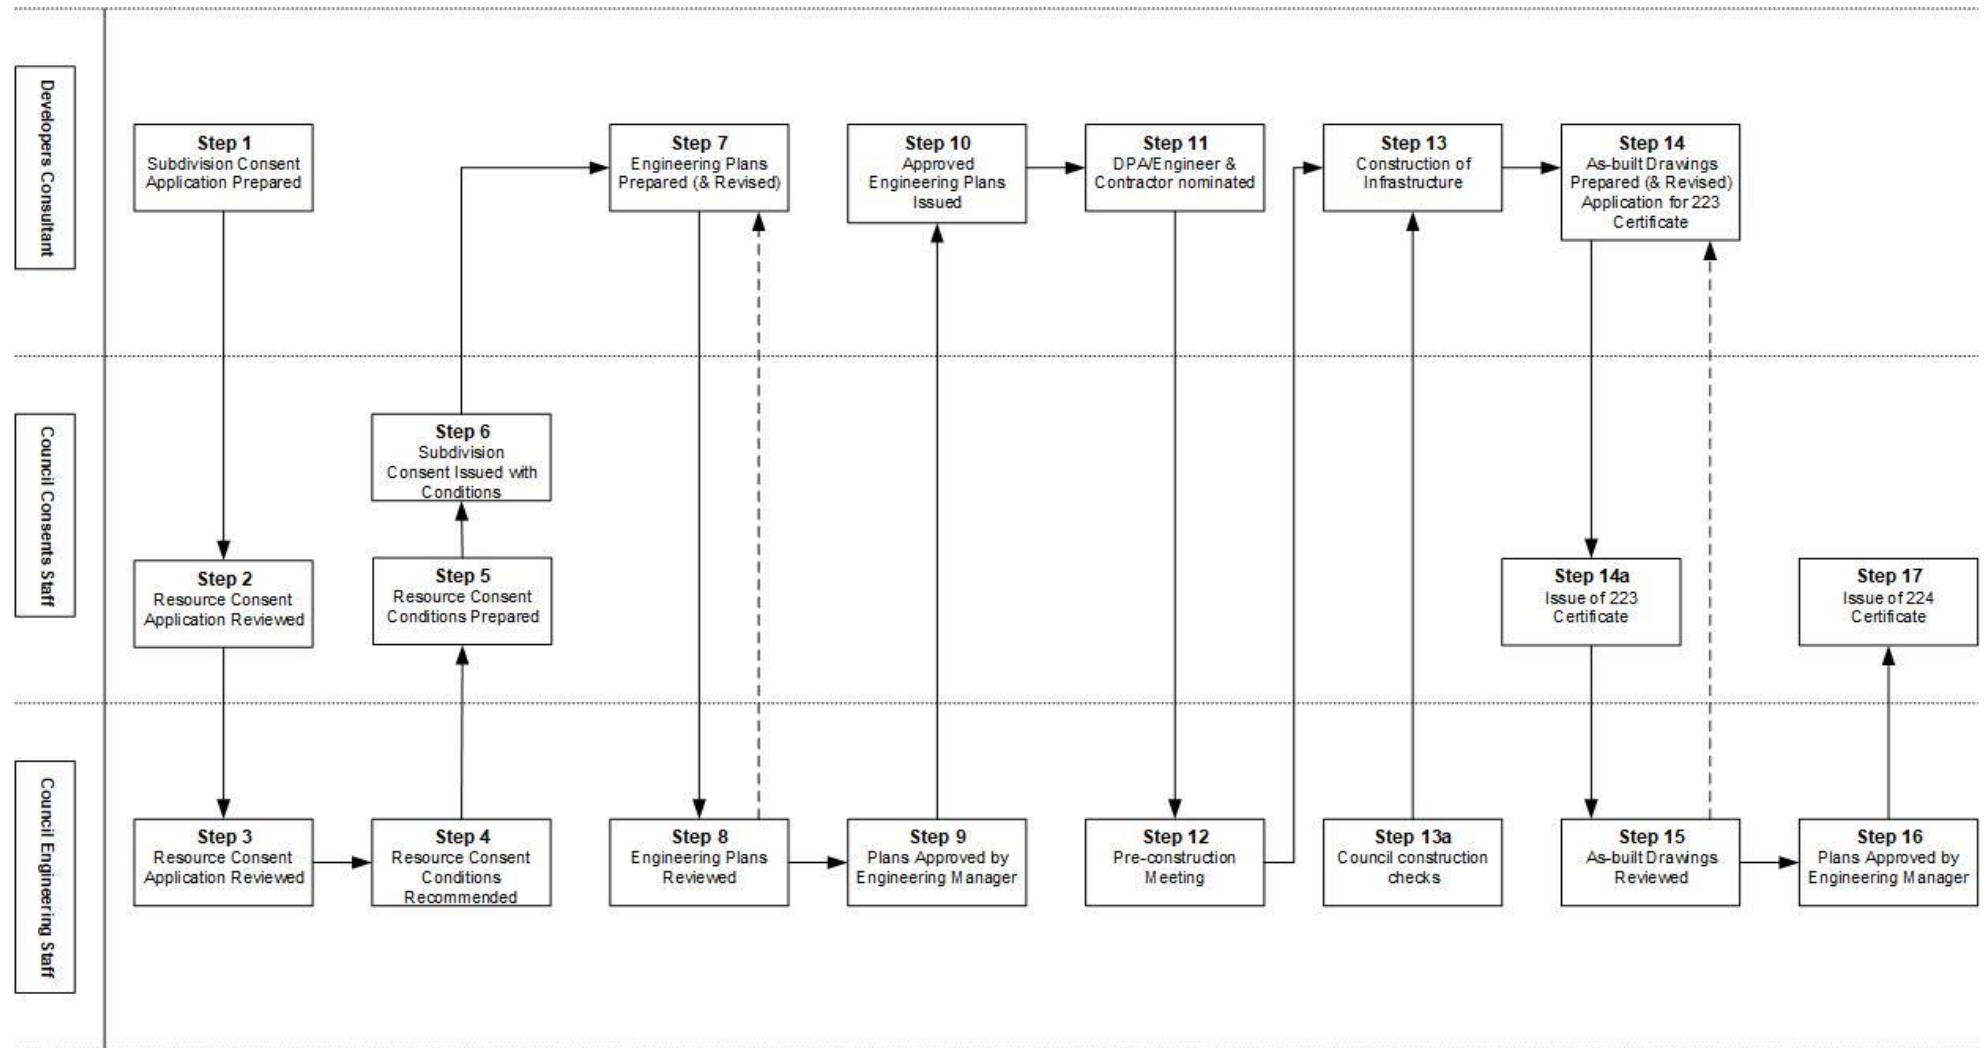 Developers Consultant
Step 1
Subdivision Consent
Application Prepared
Step 7
Engineering Plans
Prepared (& Revised)
Step 10
Approved
Engineering Plans
Issued
Step 11
DPA/Engineer &
Contractor nominated
Step 13
Construction of
Infrastructure
Step 14
As-built Drawings
Prepared (& Revised)
Application for 223
Certificate
Council Consents Staff
Step 6
Subdivision
Consent Issued with
Conditions
Step 2
Resource Consent
Application Reviewed
Step 5
Resource Consent
Conditions Prepared
Step 14a
Issue of 223
Certificate
Step 17
Issue of 224
Certificate
Council Engineering Staff
Step 3
Resource Consent
Application Reviewed
Step 4
Resource Consent
Conditions
Recommended
Step 8
Engineering Plans
Reviewed
Step 9
Plans Approved by
Engineering Manager
Step 12
Pre-construction
Meeting
Step 13a
Council construction
checks
Step 15
As-built Drawings
Reviewed
Step 16
Plans Approved by
Engineering Manager